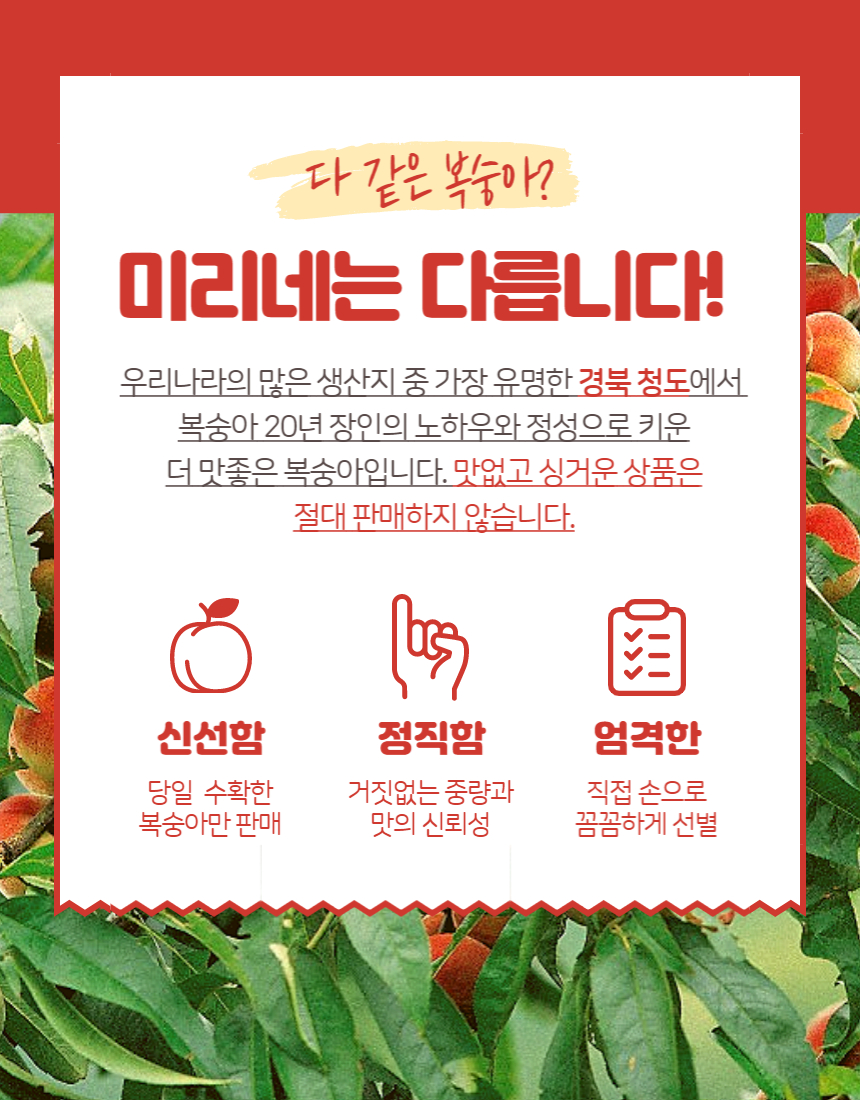 다 같은 복숭아?
미리네는 다릅니다!
우리나라의 많은 생산지 중 가장 유명한 경북 청도에서
복숭아 20년 장인의 노하우와 정성으로 키운
더 맛좋은 복숭아입니다. 맛없고 싱거운 상품은
절대 판매하지 않습니다.
신선함 정직함 엄격한
당일 수확한 거짓없는 중량과 직접 손으로
복숭아만 판매 맛의 신뢰성 꼼꼼하게 선별